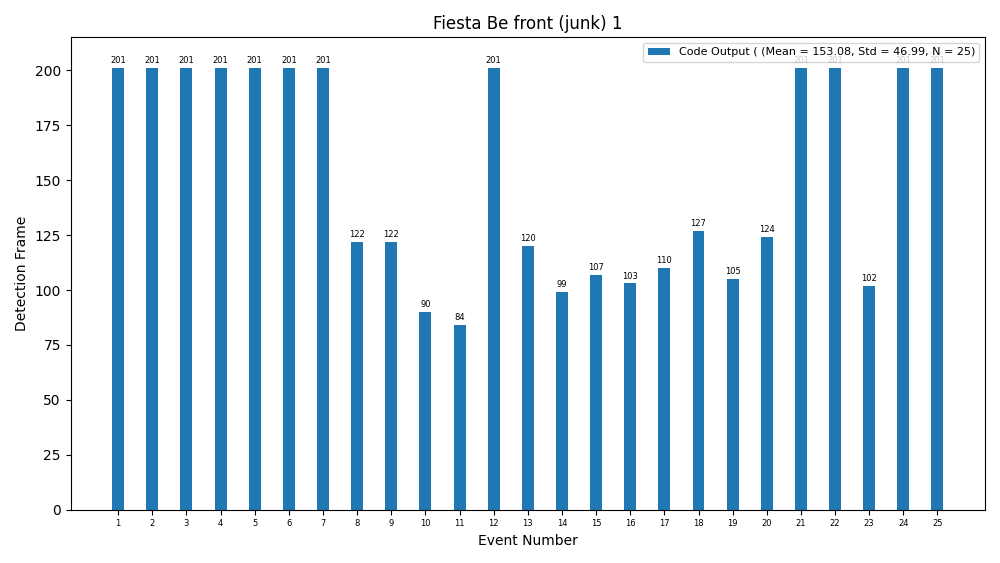 Fiesta Be front (junk) 1
Code Output ( (Mean = 153.08, Std = 46.99, N = 25)
Detection Frame
200
175
150
125
100
75
50
25
0
201 201 201 201 201 201 201 122 122 90 84 201 120 99 107 103 110 127 105 124 201 201 102 201 201
1 2 3 4 5 6 7 8 9 10 11 12 13 14 15 16 17 18 19 20 21 22 23 24 25
Event Number